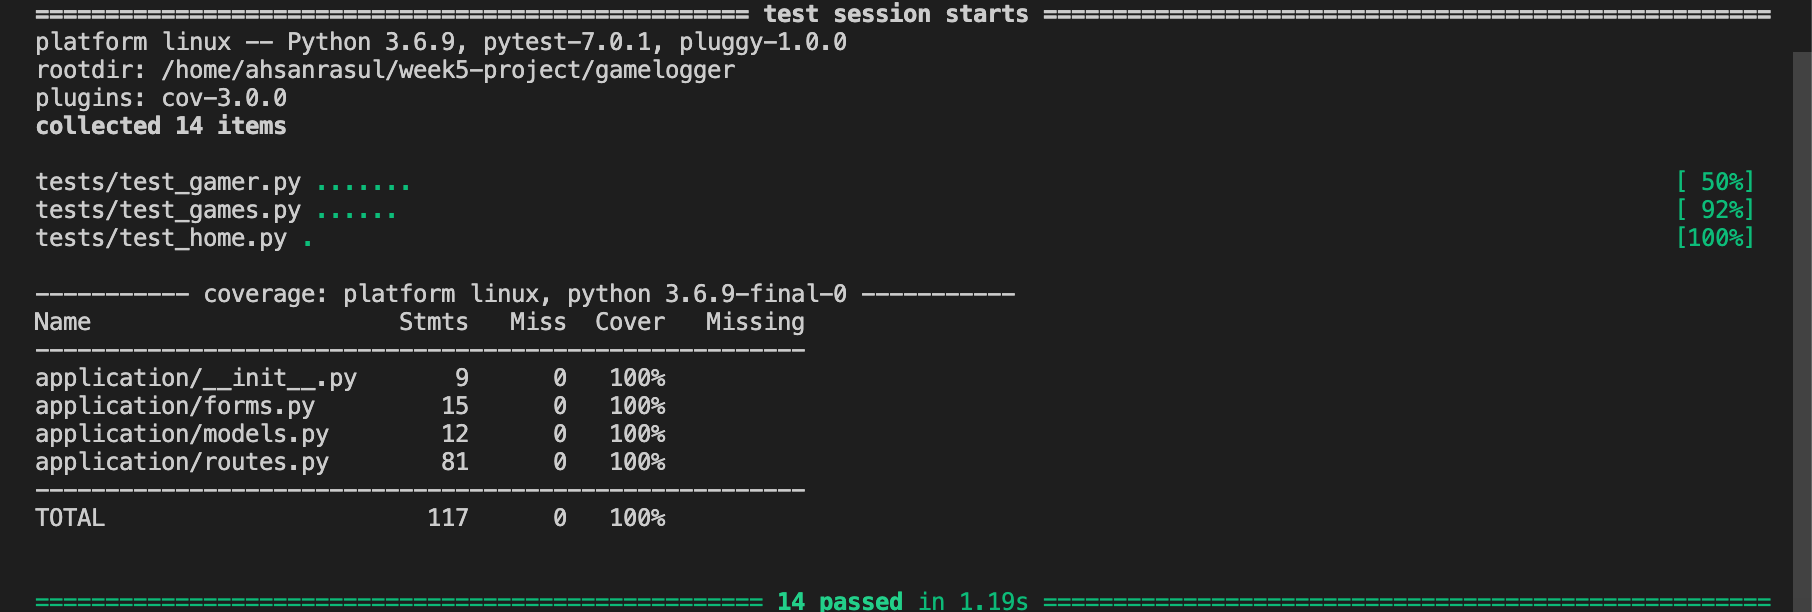 =================================================== test session starts ====================================================
platform linux -- Python 3.6.9, pytest-7.0.1, pluggy-1.0.0
rootdir: /home/ahsanrasul/week5-project/gamelogger
plugins: cov-3.0.0
collected 14 items

tests/test_gamer.py ....... [ 50%]
tests/test_games.py ...... [ 92%]
tests/test_home.py . [100%]

----------- coverage: platform linux, python 3.6.9-final-0 -----------
Name                      Stmts   Miss  Cover   Missing
-------------------------------------------------------
application/__init__.py       9      0   100%
application/forms.py         15      0   100%
application/models.py        12      0   100%
application/routes.py        81      0   100%
-------------------------------------------------------
TOTAL                       117      0   100%

==================================================== 14 passed in 1.19s ====================================================